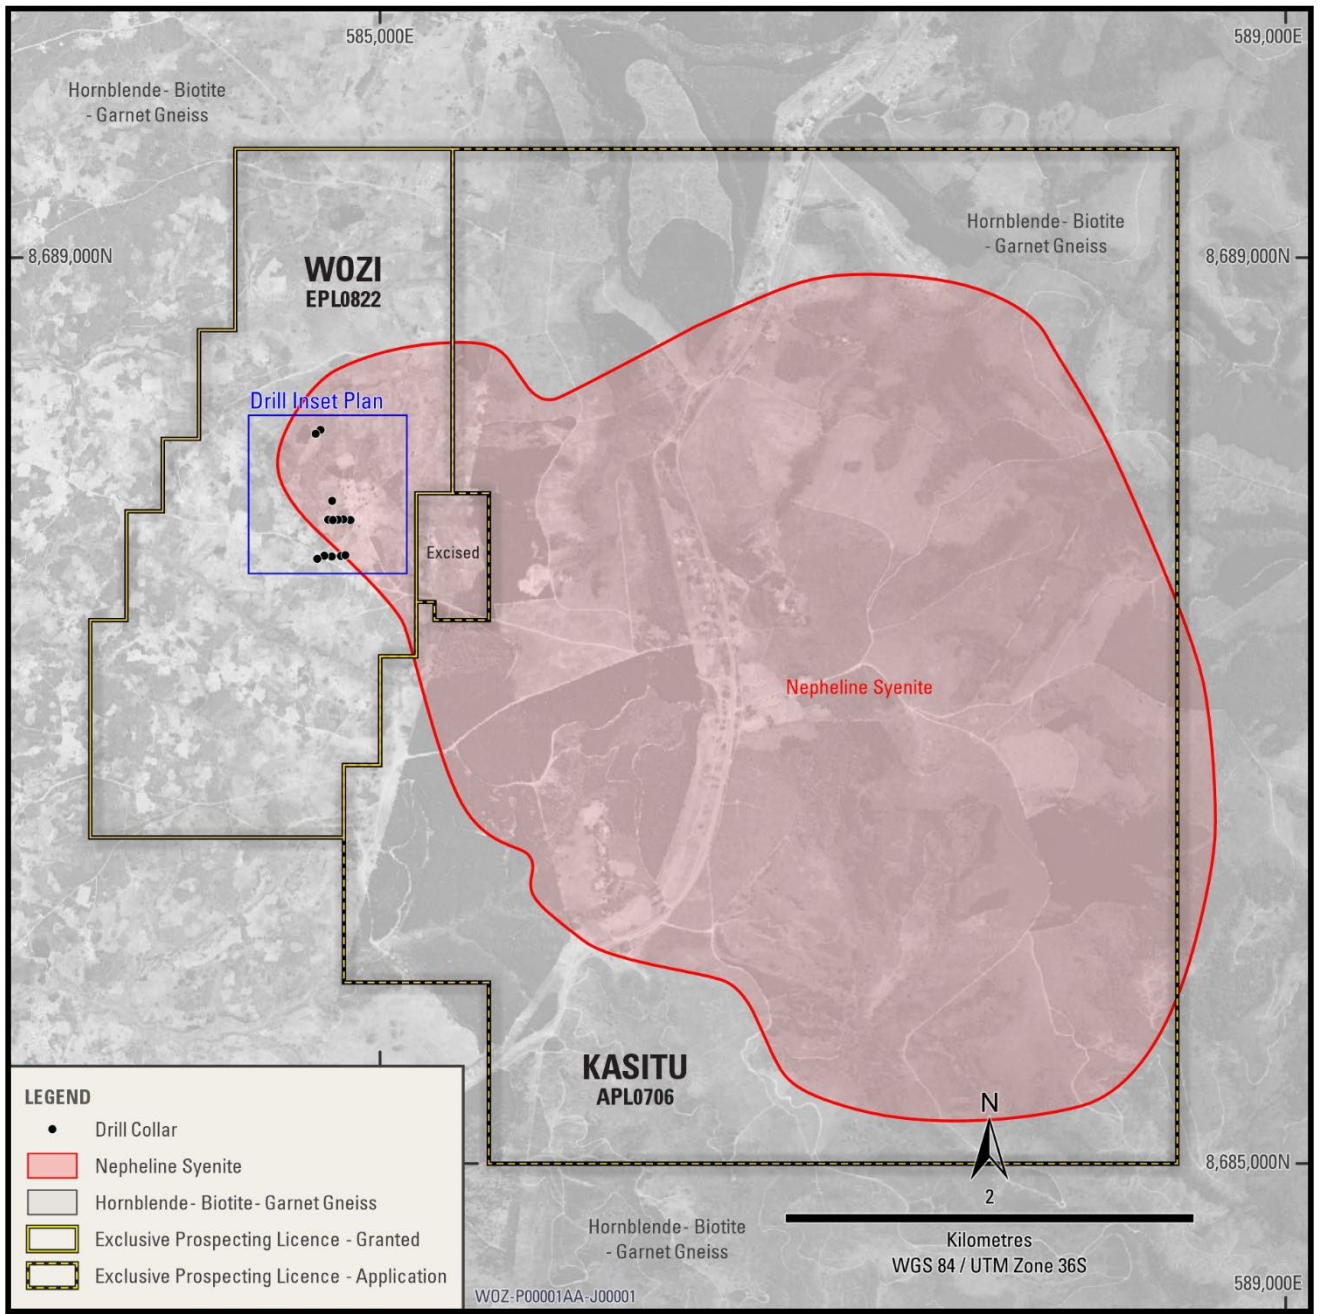 585,000E
589,000E
Hornblende- Biotite
- Garnet Gneiss
Hornblende- Biotite
- Garnet Gneiss
8,689,000N
8,689,000N
WOZI
EPL0822
Drill Inset Plan
Excised
Nepheline Syenite
KASITU
APL0706
N
8,685,000N
2
Kilometres
WGS 84 / UTM Zone 36S
Hornblende- Biotite
- Garnet Gneiss
589,000E
LEGEND
Drill Collar
Nepheline Syenite
Hornblende- Biotite- Garnet Gneiss
Exclusive Prospecting Licence - Granted
Exclusive Prospecting Licence - Application
WOZ-P00001AA-J00001